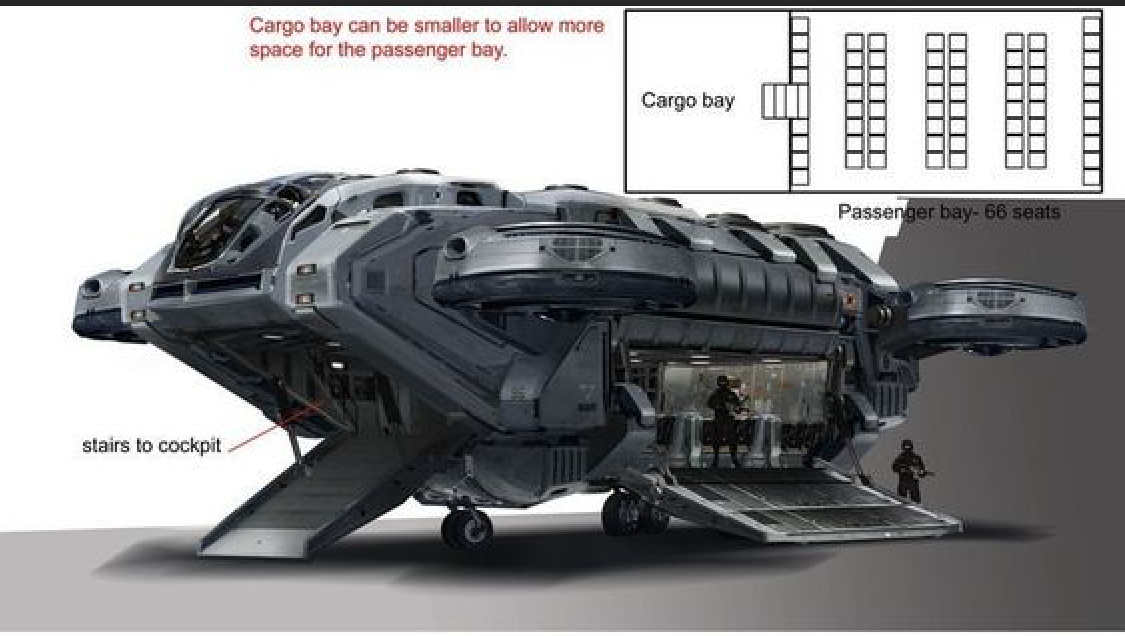 Cargo bay can be smaller to allow more
space for the passenger bay.
Cargo bay
Passenger bay- 66 seats
stairs to cockpit